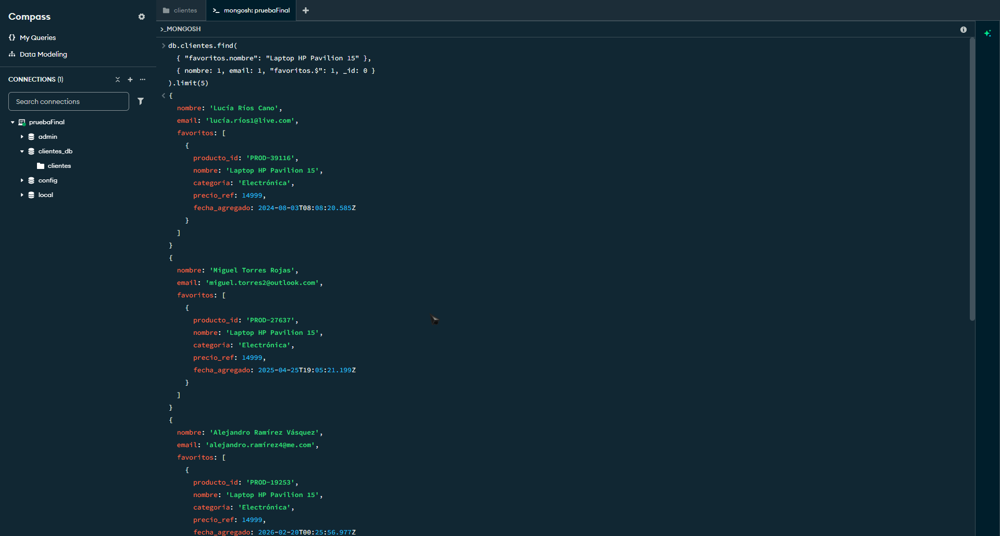 Compass
My Queries
Data Modeling
CONNECTIONS (1)
Search connections
pruebaFinal
admin
clientes_db
clientes
config
local
clientes
mongosh: pruebaFinal
>_MONGOSH
db.clientes.find(
{ "favoritos.nombre": "Laptop HP Pavilion 15" },
{ nombre: 1, email: 1, "favoritos.$": 1, _id: 0 }
).limit(5)
{
nombre: 'Lucía Ríos Cano',
email: 'lucía.ríos1@live.com',
favoritos: [
{
producto_id: 'PROD-39116',
nombre: 'Laptop HP Pavilion 15',
categoria: 'Electrónica',
precio_ref: 14999,
fecha_agregado: 2024-08-03T08:08:20.585Z
}
]
}
{
nombre: 'Miguel Torres Rojas',
email: 'miguel.torres2@outlook.com',
favoritos: [
{
producto_id: 'PROD-27637',
nombre: 'Laptop HP Pavilion 15',
categoria: 'Electrónica',
precio_ref: 14999,
fecha_agregado: 2025-04-25T19:05:21.199Z
}
]
}
{
nombre: 'Alejandro Ramírez Vásquez',
email: 'alejandro.ramírez4@me.com',
favoritos: [
{
producto_id: 'PROD-19253',
nombre: 'Laptop HP Pavilion 15',
categoria: 'Electrónica',
precio_ref: 14999,
fecha_agregado: 2026-02-20T00:25:56.977Z